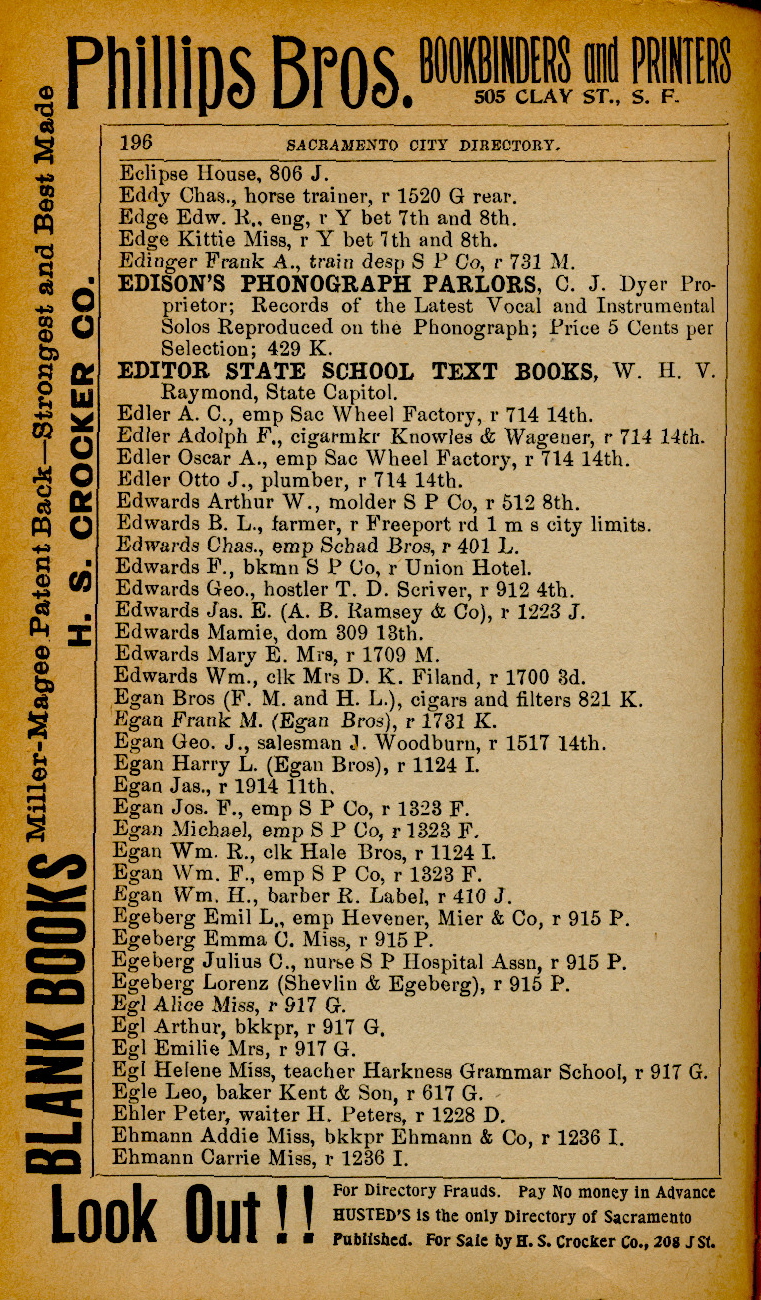 Phillips Bros. BOOKBINDERS and PRINTERS
505 CLAY ST., S. F.
BLANK BOOKS Miller-Magee Patent Back—Strongest and Best Made
H. S. CROCKER CO.
196 SACRAMENTO CITY DIRECTORY.
Eclipse House, 806 J.
Eddy Chas., horse trainer, r 1520 G rear.
Edge Edw. R., eng, r Y bet 7th and 8th.
Edge Kittie Miss, r Y bet 7th and 8th.
Edinger Frank A., train desp S P Co, r 731 M.
EDISON'S PHONOGRAPH PARLORS, C. J. Dyer Pro-
prietor; Records of the Latest Vocal and Instrumental
Solos Reproduced on the Phonograph; Price 5 Cents per
Selection; 429 K.
EDITOR STATE SCHOOL TEXT BOOKS, W. H. V.
Raymond, State Capitol.
Edler A. C., emp Sac Wheel Factory, r 714 14th.
Edler Adolph F., cigarmkr Knowles & Wagener, r 714 14th.
Edler Oscar A., emp Sac Wheel Factory, r 714 14th.
Edler Otto J., plumber, r 714 14th.
Edwards Arthur W., molder S P Co, r 512 8th.
Edwards B. L., farmer, r Freeport rd 1 m s city limits.
Edwards Chas., emp Schad Bros, r 401 L.
Edwards F., bkmn S P Co, r Union Hotel.
Edwards Geo., hostler T. D. Scriver, r 912 4th.
Edwards Jas. E. (A. B. Ramsey & Co), r 1223 J.
Edwards Mamie, dom 309 13th.
Edwards Mary E. Mrs, r 1709 M.
Edwards Wm., clk Mrs D. K. Filand, r 1700 3d.
Egan Bros (F. M. and H. L.), cigars and filters 821 K.
Egan Frank M. (Egan Bros), r 1731 K.
Egan Geo. J., salesman J. Woodburn, r 1517 14th.
Egan Harry L. (Egan Bros), r 1124 I.
Egan Jas., r 1914 11th.
Egan Jos. F., emp S P Co, r 1323 F.
Egan Michael, emp S P Co, r 1323 F.
Egan Wm. R., clk Hale Bros, r 1124 I.
Egan Wm. F., emp S P Co, r 1323 F.
Egan Wm. H., barber R. Label, r 410 J.
Egeberg Emil L., emp Hevener, Mier & Co, r 915 P.
Egeberg Emma C. Miss, r 915 P.
Egeberg Julius C., nurse S P Hospital Assn, r 915 P.
Egeberg Lorenz (Shevlin & Egeberg), r 915 P.
Egl Alice Miss, r 917 G.
Egl Arthur, bkkpr, r 917 G.
Egl Emilie Mrs, r 917 G.
Egl Helene Miss, teacher Harkness Grammar School, r 917 G.
Egle Leo, baker Kent & Son, r 617 G.
Ehler Peter, waiter H. Peters, r 1228 D.
Ehmann Addie Miss, bkkpr Ehmann & Co, r 1236 I.
Ehmann Carrie Miss, r 1236 I.
Look Out!! For Directory Frauds. Pay No money in Advance
HUSTED'S is the only Directory of Sacramento
Published. For Sale by H. S. Crocker Co., 208 J St.